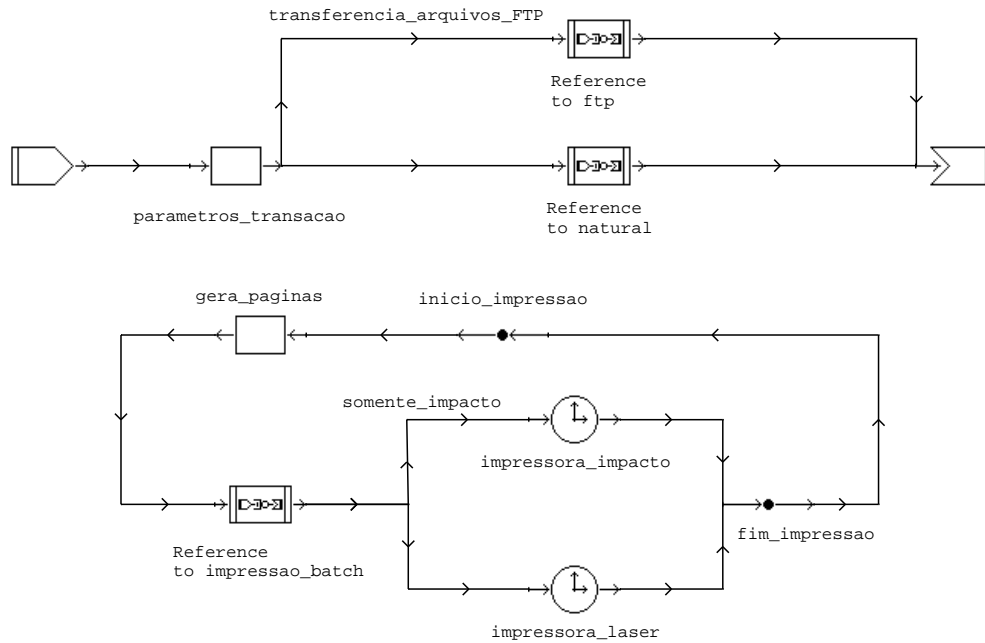 transferencia_arquivos_FTP
Reference
to ftp
parametros_transacao
Reference
to natural
gera_paginas
inicio_impressao
somente_impacto
impressora_impacto
Reference
to impressao_batch
fim_impressao
impressora_laser